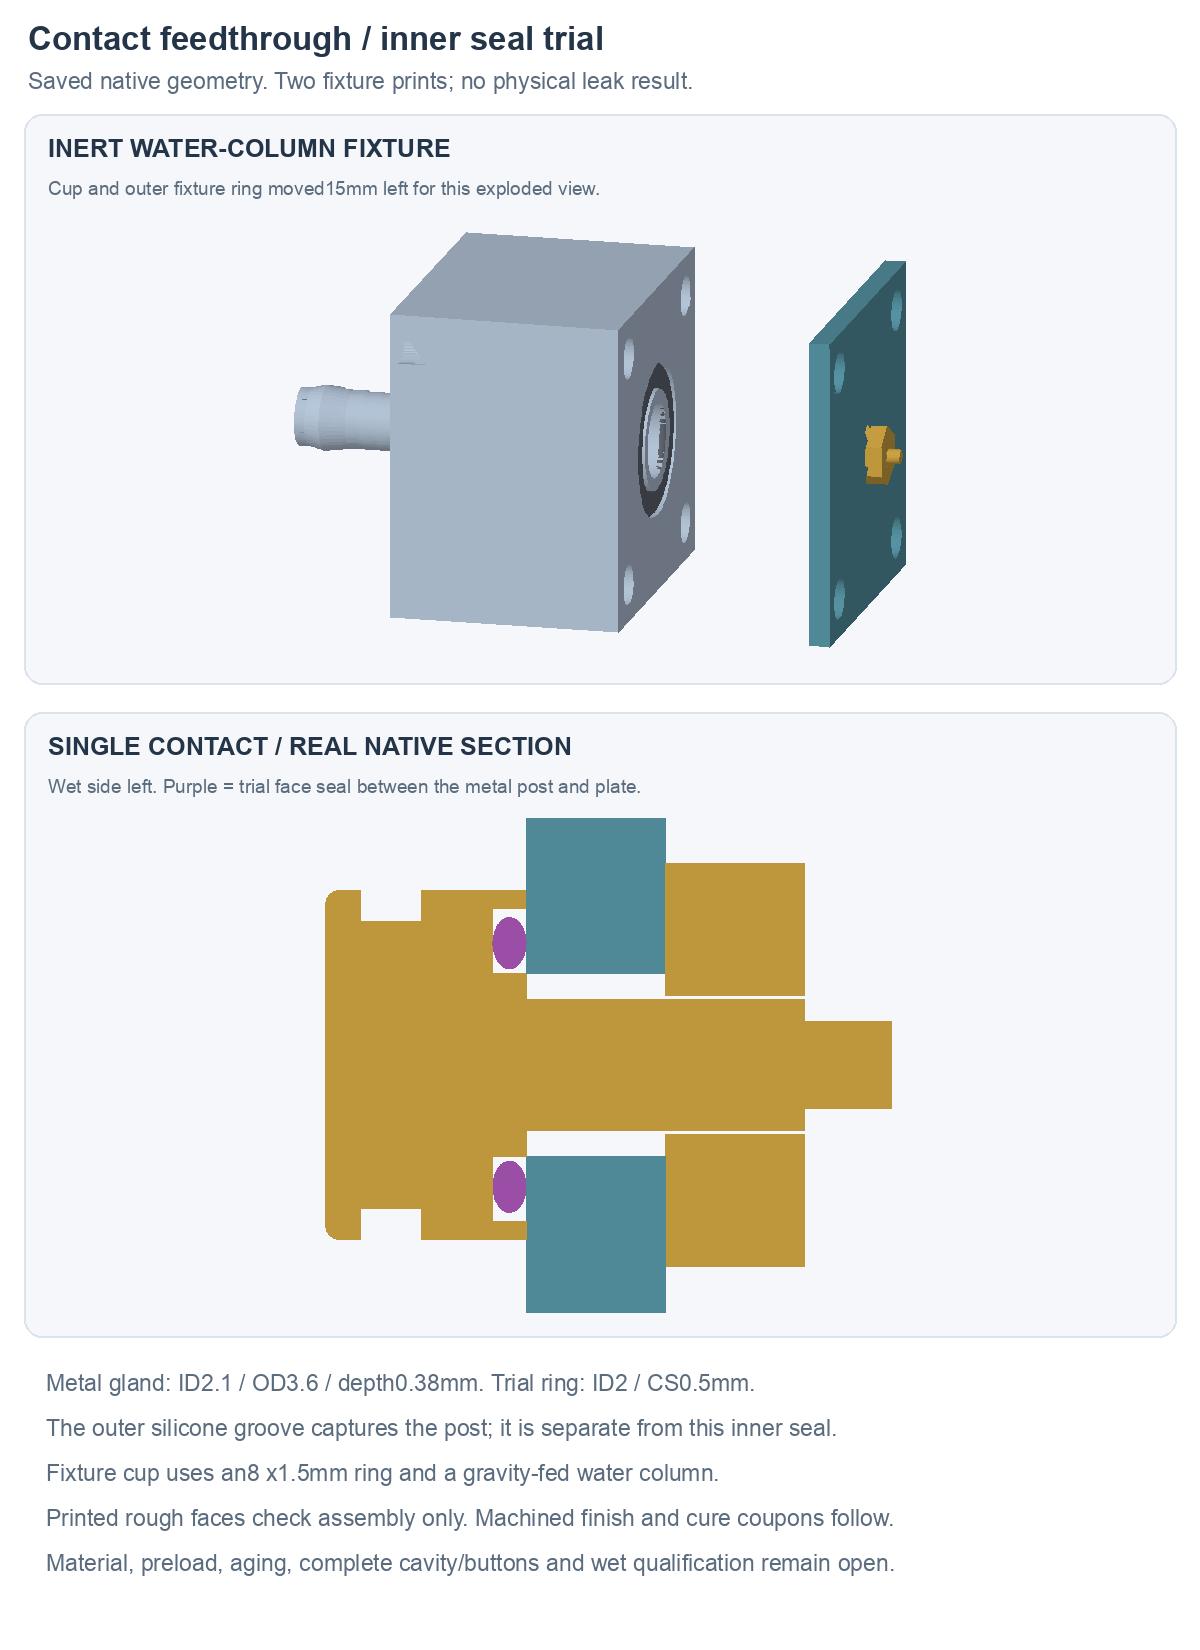 Contact feedthrough / inner seal trial
Saved native geometry. Two fixture prints; no physical leak result.
INERT WATER-COLUMN FIXTURE
Cup and outer fixture ring moved15mm left for this exploded view.
SINGLE CONTACT / REAL NATIVE SECTION
Wet side left. Purple = trial face seal between the metal post and plate.
Metal gland: ID2.1 / OD3.6 / depth0.38mm. Trial ring: ID2 / CS0.5mm.
The outer silicone groove captures the post; it is separate from this inner seal.
Fixture cup uses an8 x1.5mm ring and a gravity-fed water column.
Printed rough faces check assembly only. Machined finish and cure coupons follow.
Material, preload, aging, complete cavity/buttons and wet qualification remain open.